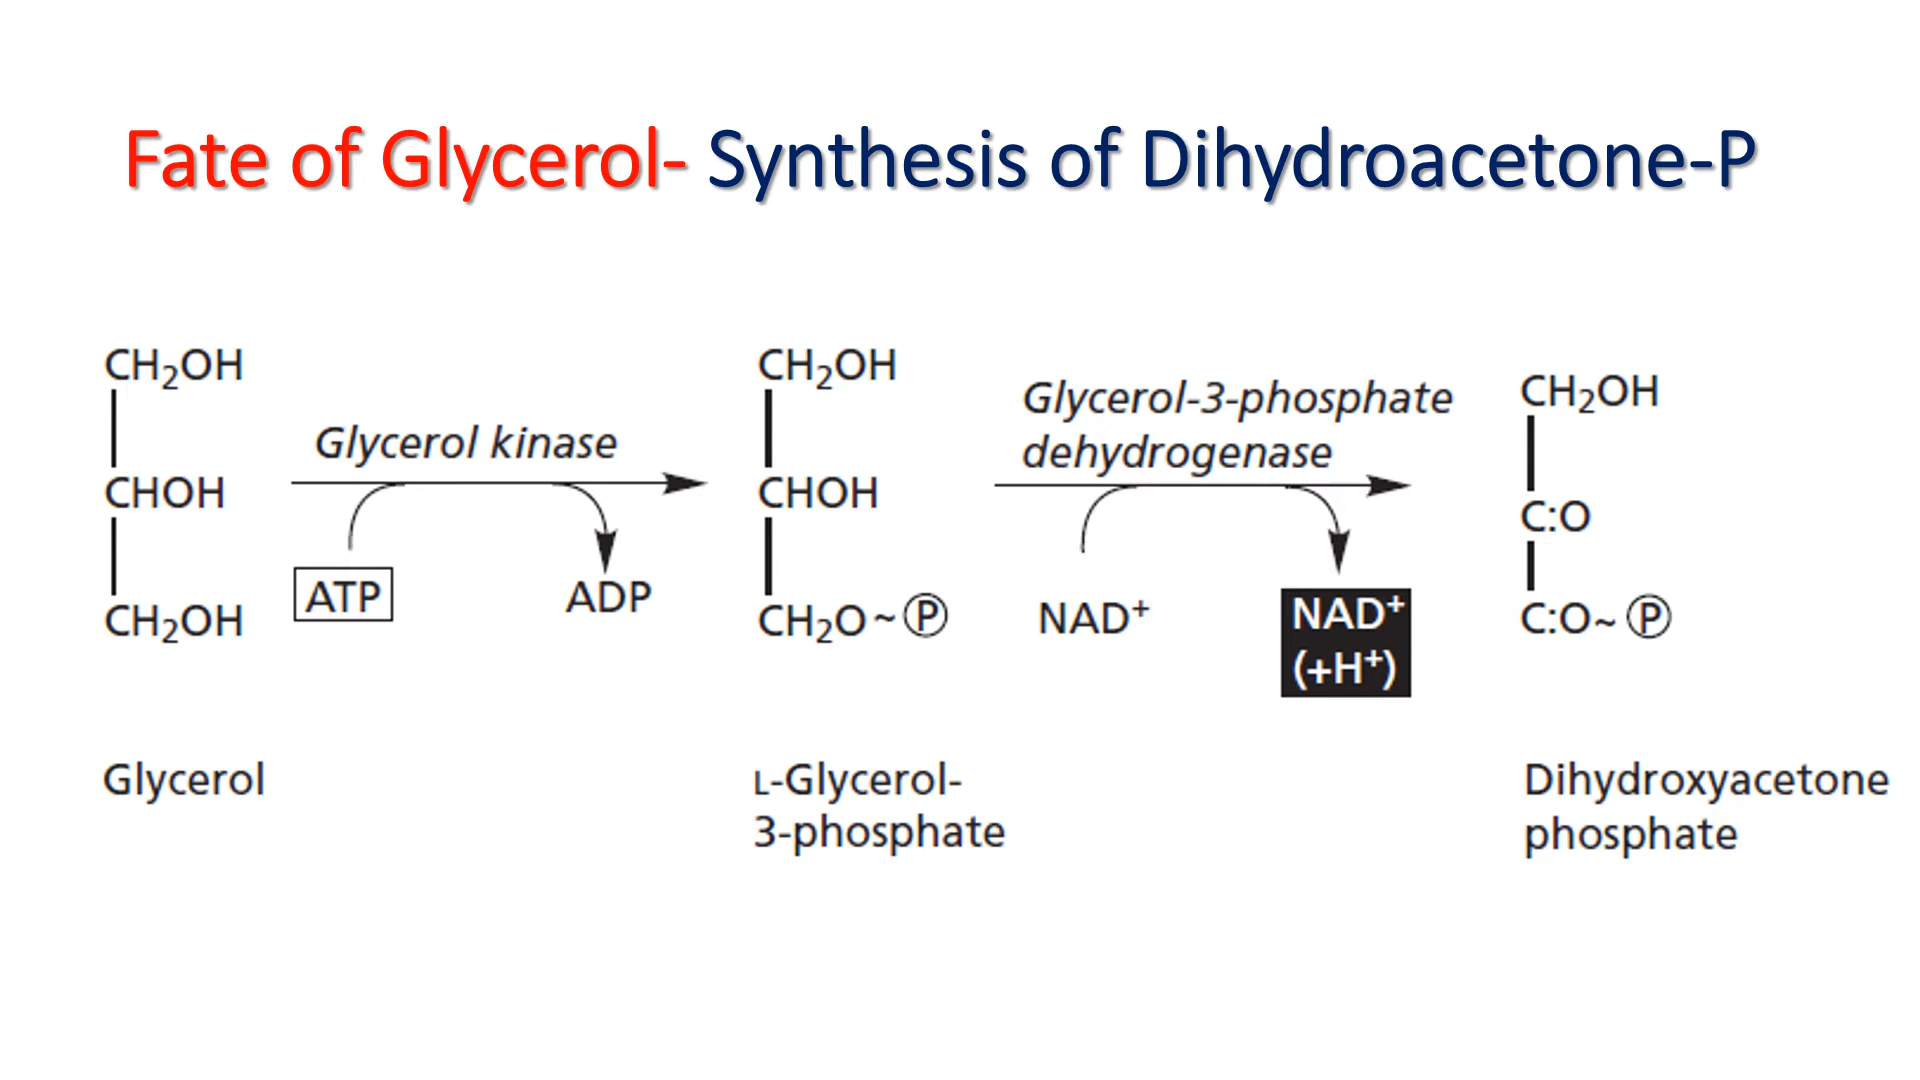 Fate of Glycerol- Synthesis of Dihydroacetone-P
CH₂OH
CHOH
CH₂OH
Glycerol kinase
ATP
ADP
CH₂OH
CHOH
CH₂O~Ⓟ
Glycerol-3-phosphate
dehydrogenase
NAD⁺
NAD⁺
(+H⁺)
CH₂OH
C:O
C:O~Ⓟ
Glycerol
L-Glycerol-
3-phosphate
Dihydroxyacetone
phosphate